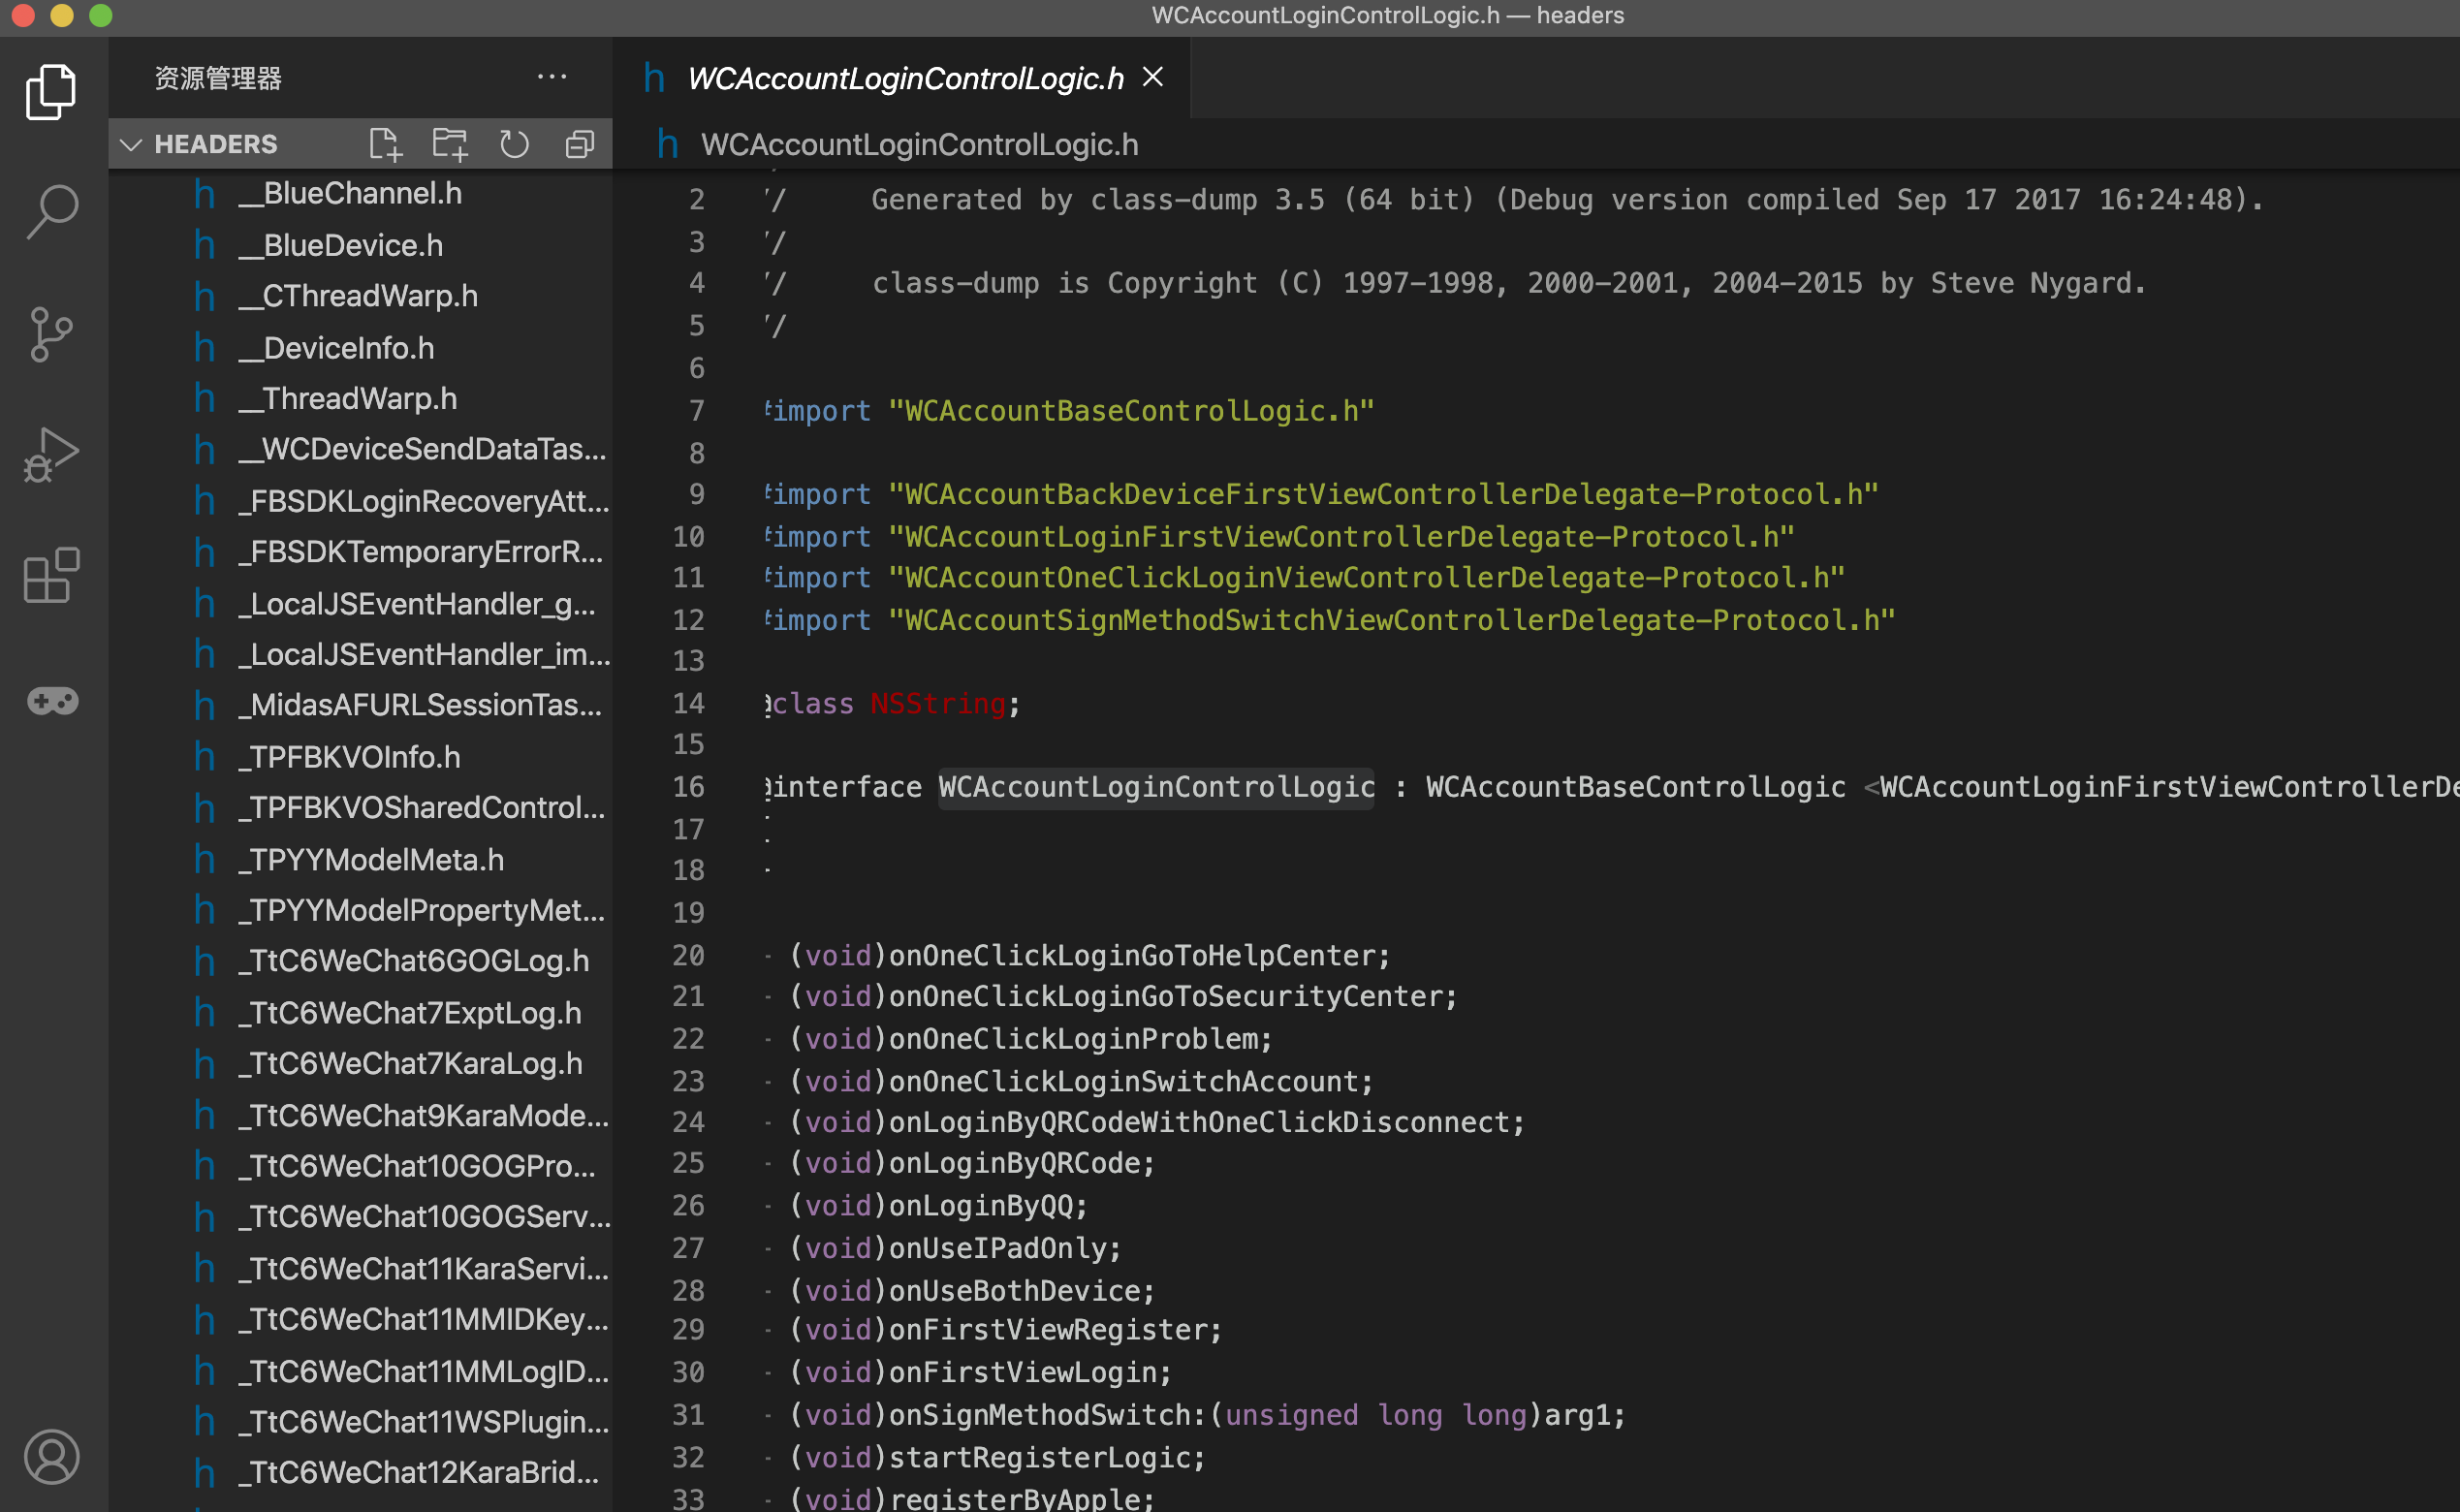 WCAccountLoginControlLogic.h — headers
资源管理器
HEADERS
__BlueChannel.h
__BlueDevice.h
__CThreadWarp.h
__DeviceInfo.h
__ThreadWarp.h
__WCDeviceSendDataTas...
_FBSDKLoginRecoveryAtt...
_FBSDKTemporaryErrorR...
_LocalJSEventHandler_g...
_LocalJSEventHandler_im...
_MidasAFURLSessionTas...
_TPFBKVOInfo.h
_TPFBKVOSharedControl...
_TPYYModelMeta.h
_TPYYModelPropertyMet...
_TtC6WeChat6GOGLog.h
_TtC6WeChat7ExptLog.h
_TtC6WeChat7KaraLog.h
_TtC6WeChat9KaraMode...
_TtC6WeChat10GOGPro...
_TtC6WeChat10GOGServ...
_TtC6WeChat11KaraServi...
_TtC6WeChat11MMIDKey...
_TtC6WeChat11MMLogID...
_TtC6WeChat11WSPlugin...
_TtC6WeChat12KaraBrid...
h WCAccountLoginControlLogic.h
h WCAccountLoginControlLogic.h
2 // Generated by class-dump 3.5 (64 bit) (Debug version compiled Sep 17 2017 16:24:48).
3 //
4 // class-dump is Copyright (C) 1997-1998, 2000-2001, 2004-2015 by Steve Nygard.
5 //
6
7 #import "WCAccountBaseControlLogic.h"
8
9 #import "WCAccountBackDeviceFirstViewControllerDelegate-Protocol.h"
10 #import "WCAccountLoginFirstViewControllerDelegate-Protocol.h"
11 #import "WCAccountOneClickLoginViewControllerDelegate-Protocol.h"
12 #import "WCAccountSignMethodSwitchViewControllerDelegate-Protocol.h"
13
14 @class NSString;
15
16 @interface WCAccountLoginControlLogic : WCAccountBaseControlLogic <WCAccountLoginFirstViewControllerDe
17
18
19
20 - (void)onOneClickLoginGoToHelpCenter;
21 - (void)onOneClickLoginGoToSecurityCenter;
22 - (void)onOneClickLoginProblem;
23 - (void)onOneClickLoginSwitchAccount;
24 - (void)onLoginByQRCodeWithOneClickDisconnect;
25 - (void)onLoginByQRCode;
26 - (void)onLoginByQQ;
27 - (void)onUseIPadOnly;
28 - (void)onUseBothDevice;
29 - (void)onFirstViewRegister;
30 - (void)onFirstViewLogin;
31 - (void)onSignMethodSwitch:(unsigned long long)arg1;
32 - (void)startRegisterLogic;
33 - (void)registerByApple;